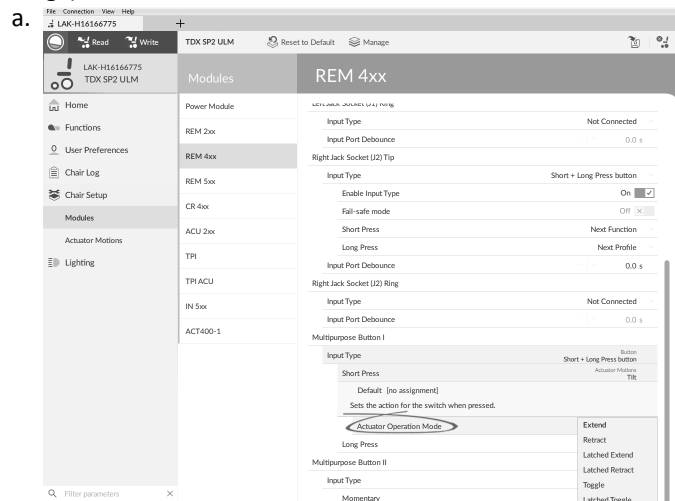 a.
File Connection View Help
LAK-H16166775 +
Read Write TDX SP2 ULM Reset to Default Manage
LAK-H16166775
TDX SP2 ULM
Modules
REM 4xx
Home
Functions
User Preferences
Chair Log
Chair Setup
Modules
Actuator Motions
Lighting
Filter parameters ×
Power Module
REM 2xx
REM 4xx
REM 5xx
CR 4xx
ACU 2xx
TPI
TPI ACU
IN 5xx
ACT400-1
Left Jack Socket (J1) Ring
Input Type Not Connected
Input Port Debounce 0.0 s
Right Jack Socket (J2) Tip
Input Type Short + Long Press button
Enable Input Type On
Fail-safe mode Off
Short Press Next Function
Long Press Next Profile
Input Port Debounce 0.0 s
Right Jack Socket (J2) Ring
Input Type Not Connected
Input Port Debounce 0.0 s
Multipurpose Button I
Button
Input Type Short + Long Press button
Actuator Motions
Short Press Tilt
Default [no assignment]
Sets the action for the switch when pressed.
Actuator Operation Mode
Long Press
Multipurpose Button II
Input Type
Momentary
Extend
Retract
Latched Extend
Latched Retract
Toggle
Latched Toggle